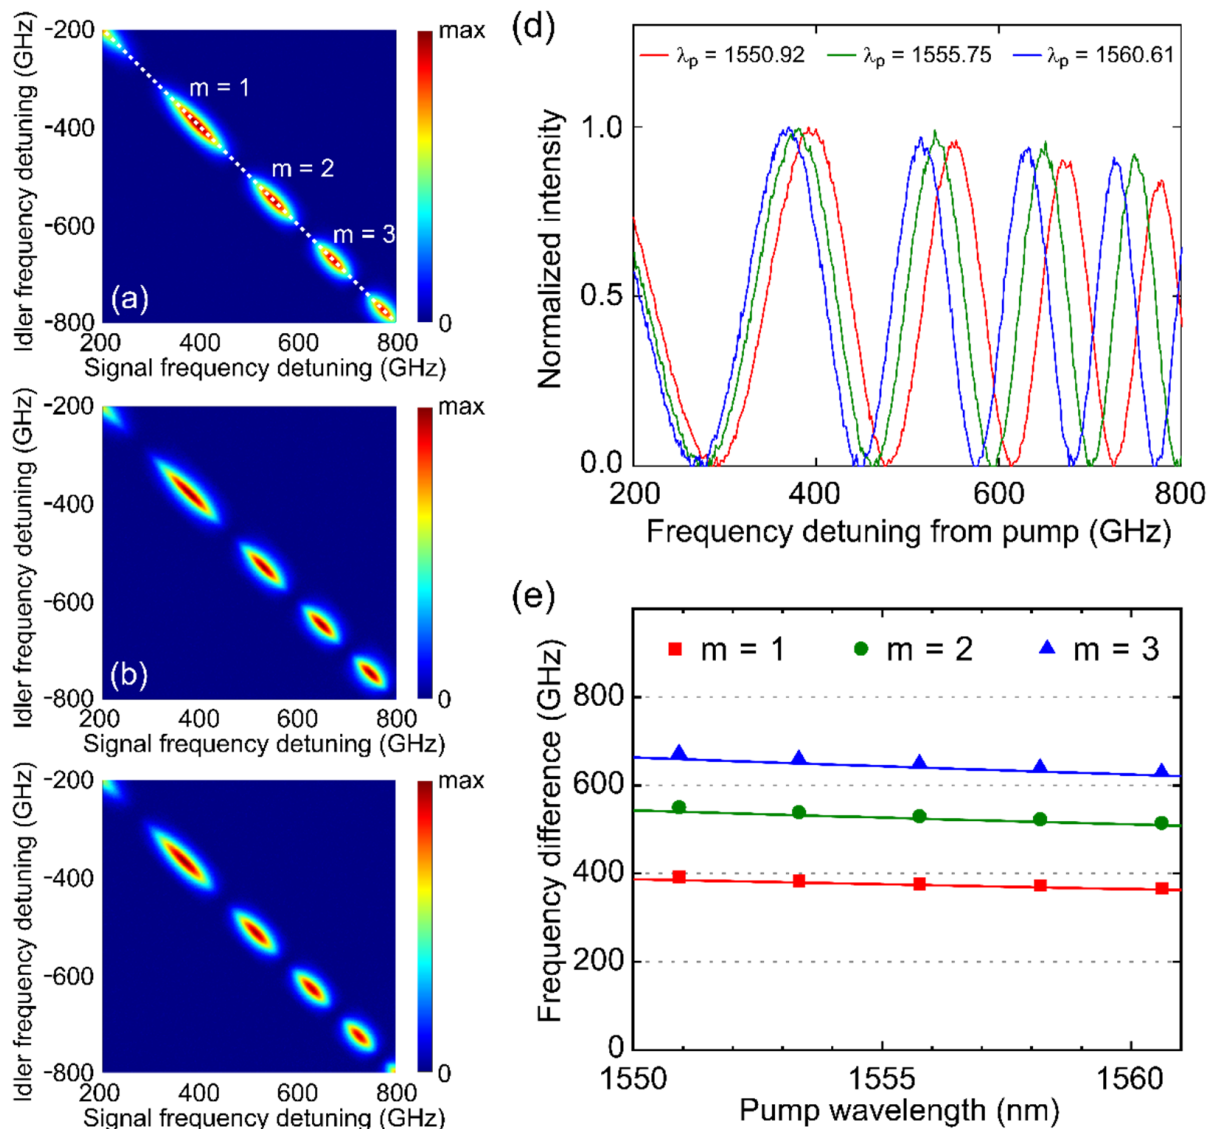 -200
-400
-600
-800
Idler frequency detuning (GHz)
m = 1
m = 2
m = 3
(a)
max
0
200 400 600 800
Signal frequency detuning (GHz)
-200
-400
-600
-800
Idler frequency detuning (GHz)
(b)
max
0
200 400 600 800
Signal frequency detuning (GHz)
-200
-400
-600
-800
Idler frequency detuning (GHz)
max
0
200 400 600 800
Signal frequency detuning (GHz)
(d)
λp = 1550.92 λp = 1555.75 λp = 1560.61
1.0
0.5
0.0
Normalized intensity
200 400 600 800
Frequency detuning from pump (GHz)
(e)
m = 1 m = 2 m = 3
800
600
400
200
0
Frequency difference (GHz)
1550 1555 1560
Pump wavelength (nm)